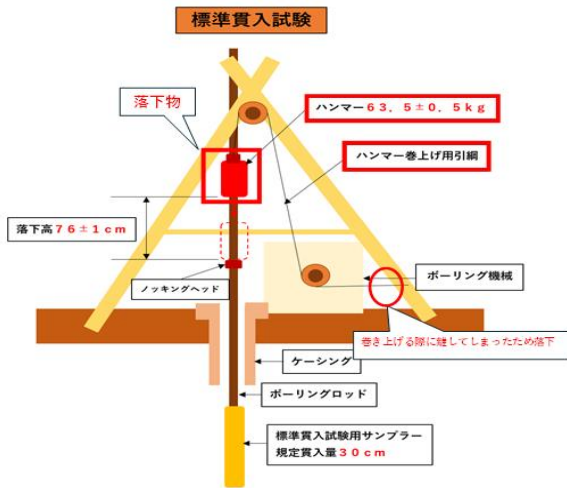 標準貫入試験
落下物
ハンマー63．5±0．5kg
ハンマー巻上げ用引綱
落下高76±1cm
ボーリング機械
ノッキングヘッド
巻き上げる際に離してしまったため落下
ケーシング
ボーリングロッド
標準貫入試験用サンプラー
規定貫入量30cm